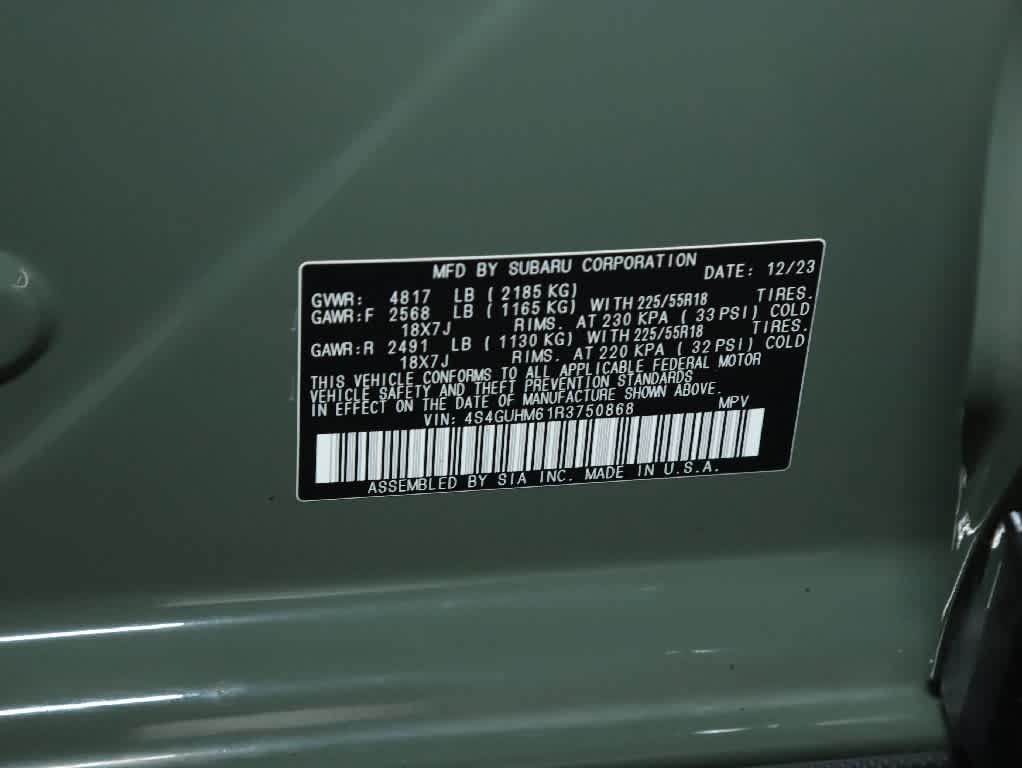 MFD BY SUBARU CORPORATION DATE: 12/23
GVWR: 4817 LB ( 2185 KG)
GAWR:F 2568 LB ( 1165 KG) WITH 225/55R18 TIRES.
18X7J RIMS. AT 230 KPA ( 33 PSI) COLD
GAWR:R 2491 LB ( 1130 KG) WITH 225/55R18 TIRES.
18X7J RIMS. AT 220 KPA ( 32 PSI) COLD
THIS VEHICLE CONFORMS TO ALL APPLICABLE FEDERAL MOTOR
VEHICLE SAFETY AND THEFT PREVENTION STANDARDS
IN EFFECT ON THE DATE OF MANUFACTURE SHOWN ABOVE.
VIN: 4S4GUHM61R3750868 MPV
ASSEMBLED BY SIA INC. MADE IN U.S.A.